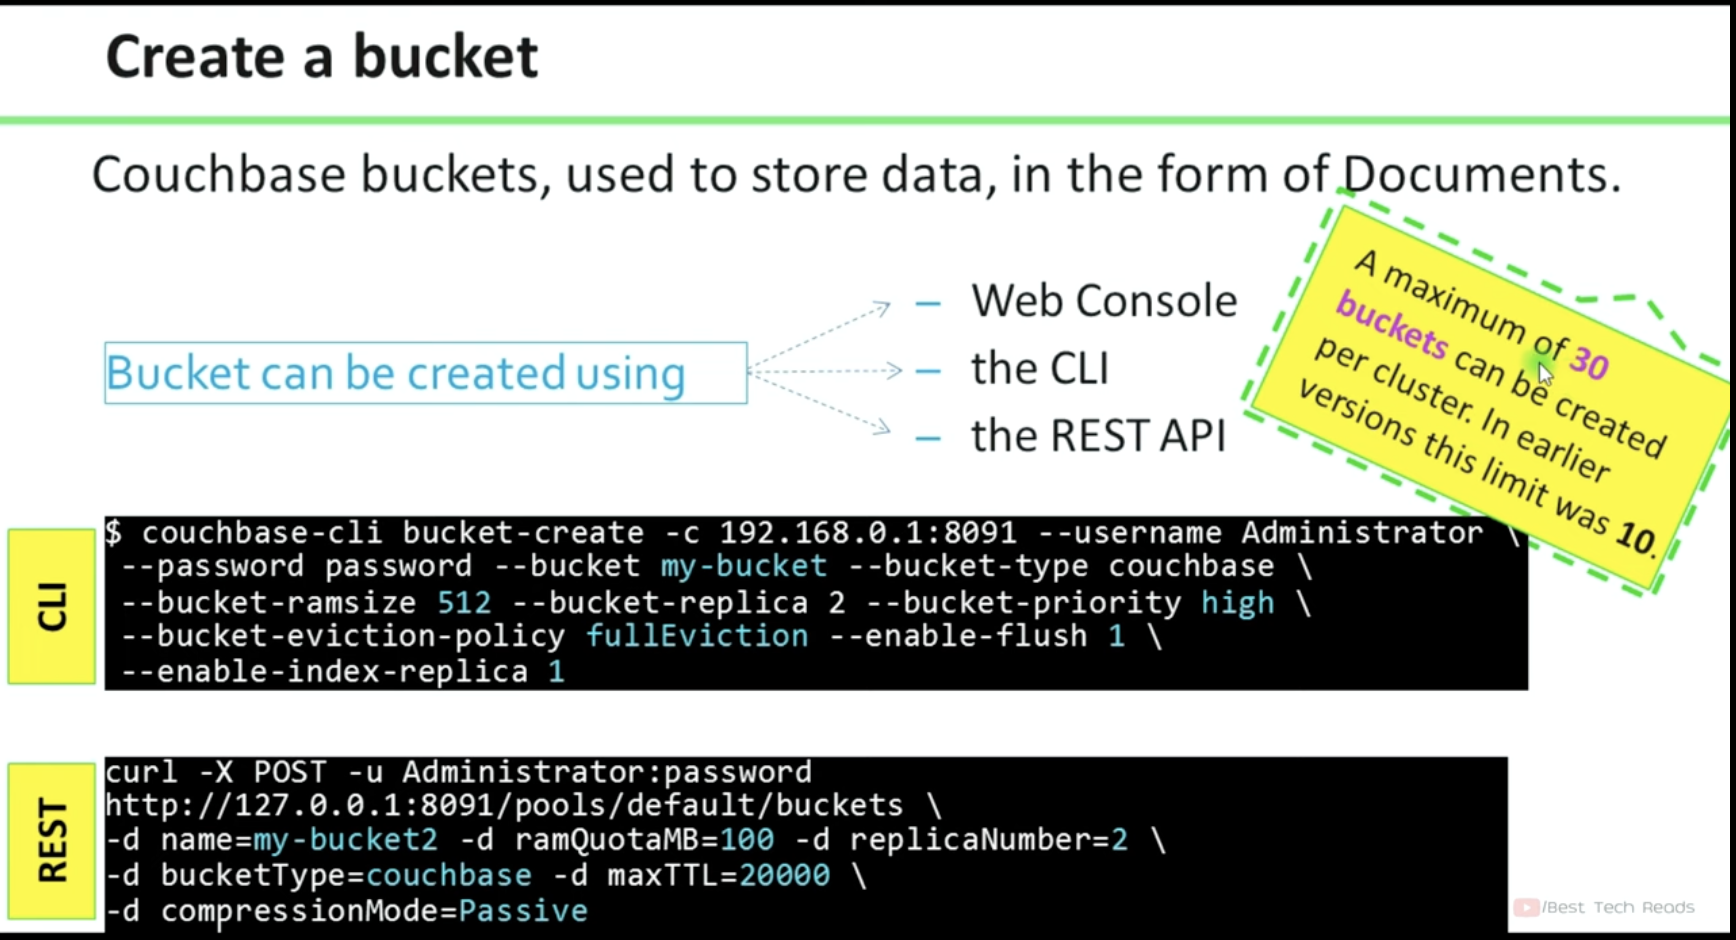 Create a bucket
Couchbase buckets, used to store data, in the form of Documents.
Bucket can be created using
– Web Console
– the CLI
– the REST API
A maximum of 30
buckets can be created
per cluster. In earlier
versions this limit was 10.
CLI
$ couchbase-cli bucket-create -c 192.168.0.1:8091 --username Administrator \
--password password --bucket my-bucket --bucket-type couchbase \
--bucket-ramsize 512 --bucket-replica 2 --bucket-priority high \
--bucket-eviction-policy fullEviction --enable-flush 1 \
--enable-index-replica 1
REST
curl -X POST -u Administrator:password
http://127.0.0.1:8091/pools/default/buckets \
-d name=my-bucket2 -d ramQuotaMB=100 -d replicaNumber=2 \
-d bucketType=couchbase -d maxTTL=20000 \
-d compressionMode=Passive
/Best Tech Reads